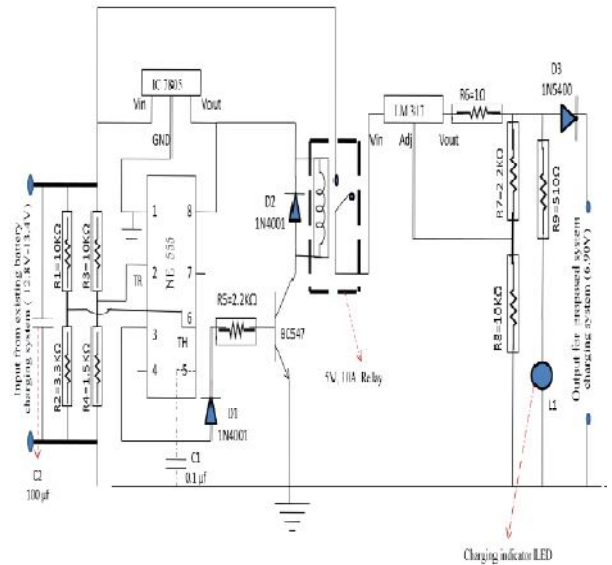 IC 7805
Vin
Vout
GND
D3
1N5400
R6=1Ω
LM 317
Vin
Adj
Vout
R7=2.2KΩ
R9=510Ω
R8=10KΩ
L1
D2
1N4001
1
8
2
7
6
3
4
5
NE 555
TR
TH
R1=10KΩ
R3=10KΩ
R2=3.3KΩ
R4=1.5KΩ
R5=2.2KΩ
BC547
D1
1N4001
C1
0.1 µf
C2
100 µf
5V, 10A Relay
Input from existing battery
charging system ( 12.8V-13.4V)
Output for proposed system
charging system (6.90V)
Charging indicator ILED